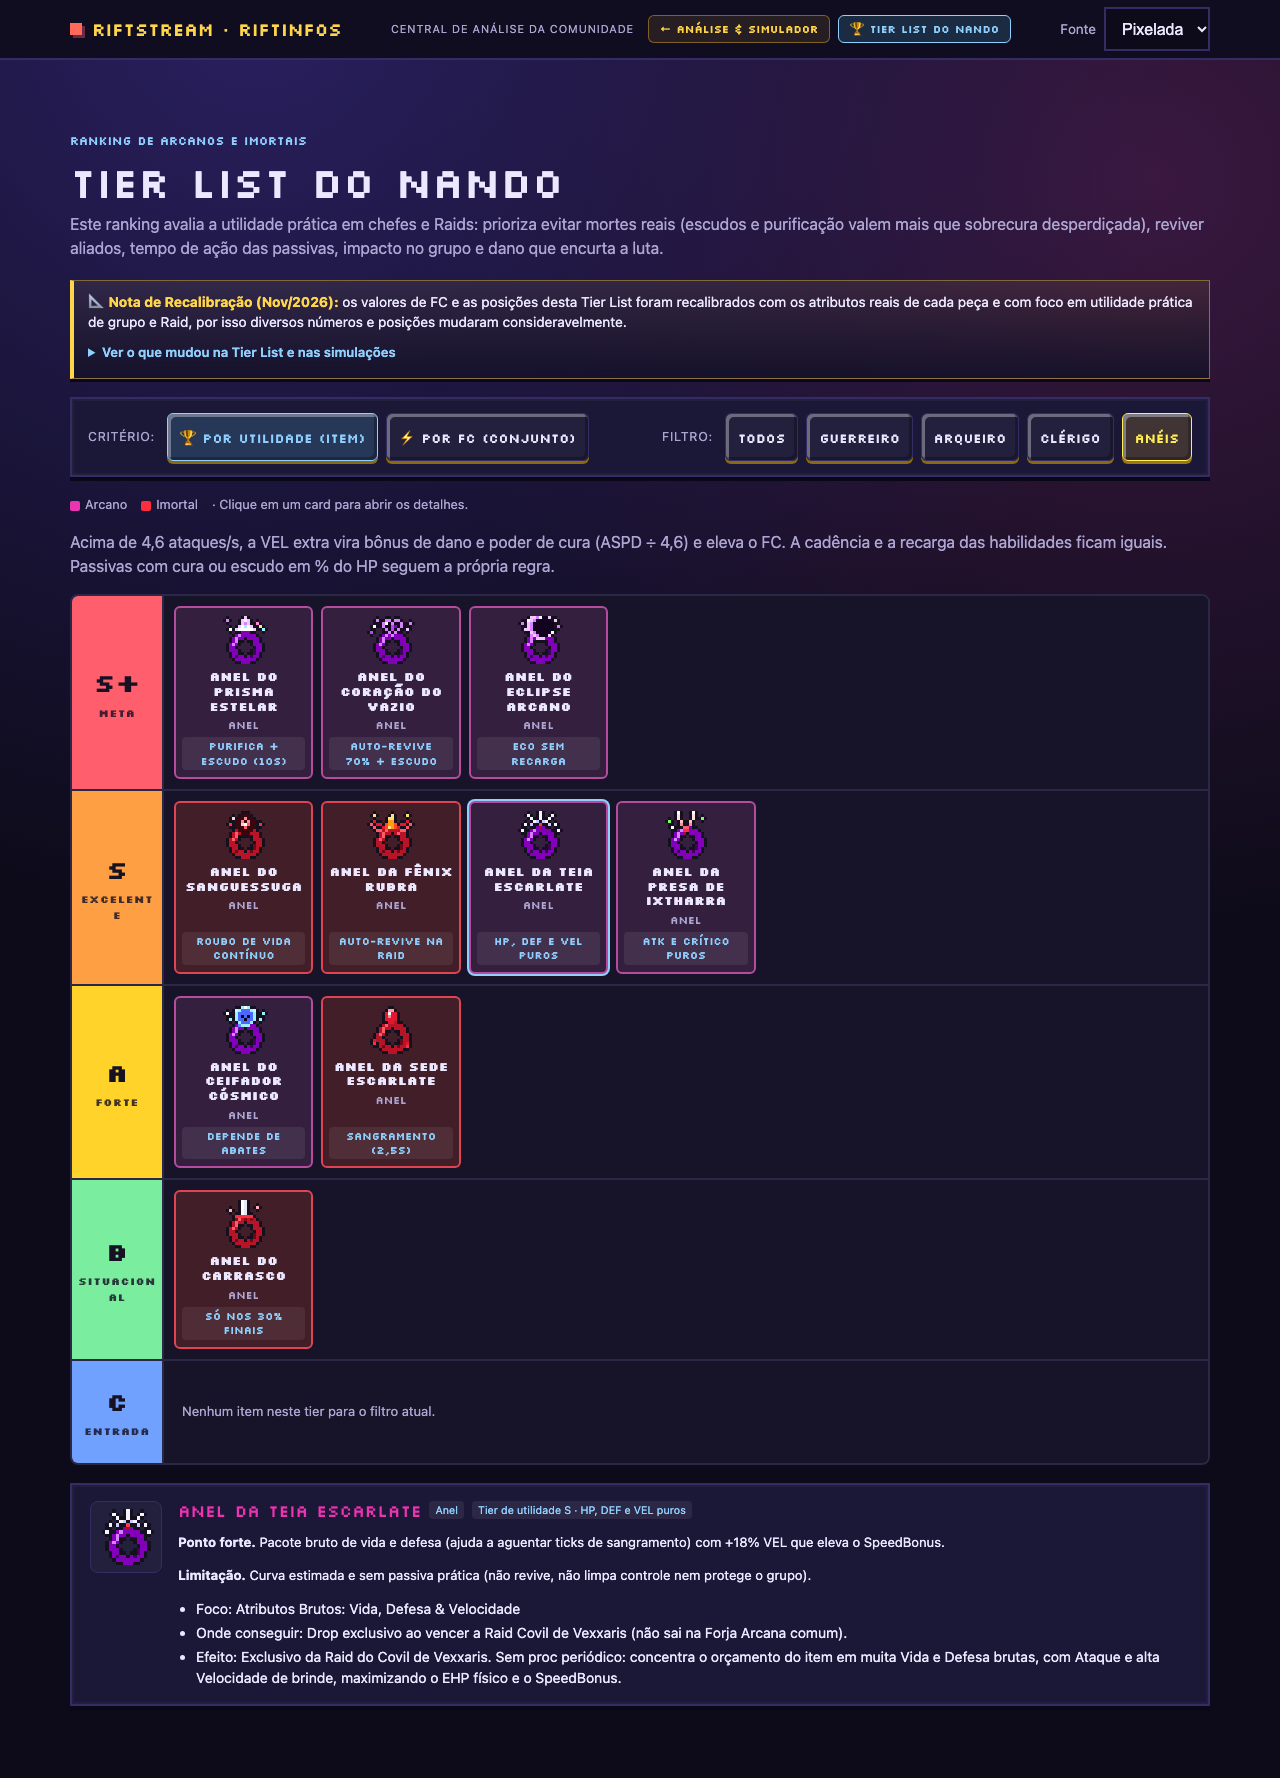 RIFTSTREAM · RIFTINFOS
CENTRAL DE ANÁLISE DA COMUNIDADE
← ANÁLISE & SIMULADOR
🏆 TIER LIST DO NANDO
Fonte
Pixelada
RANKING DE ARCANOS E IMORTAIS
TIER LIST DO NANDO
Este ranking avalia a utilidade prática em chefes e Raids: prioriza evitar mortes reais (escudos e purificação valem mais que sobrecura desperdiçada), reviver
aliados, tempo de ação das passivas, impacto no grupo e dano que encurta a luta.
📐 Nota de Recalibração (Nov/2026): os valores de FC e as posições desta Tier List foram recalibrados com os atributos reais de cada peça e com foco em utilidade prática
de grupo e Raid, por isso diversos números e posições mudaram consideravelmente.
▶ Ver o que mudou na Tier List e nas simulações
CRITÉRIO:
🏆 POR UTILIDADE (ITEM)
⚡ POR FC (CONJUNTO)
FILTRO:
TODOS
GUERREIRO
ARQUEIRO
CLÉRIGO
ANÉIS
Arcano
Imortal
· Clique em um card para abrir os detalhes.
Acima de 4,6 ataques/s, a VEL extra vira bônus de dano e poder de cura (ASPD ÷ 4,6) e eleva o FC. A cadência e a recarga das habilidades ficam iguais.
Passivas com cura ou escudo em % do HP seguem a própria regra.
S+
META
ANEL DO
PRISMA
ESTELAR
ANEL
PURIFICA +
ESCUDO (10S)
ANEL DO
CORAÇÃO DO
VAZIO
ANEL
AUTO-REVIVE
70% + ESCUDO
ANEL DO
ECLIPSE
ARCANO
ANEL
ECO SEM
RECARGA
S
EXCELENT
E
ANEL DO
SANGUESSUGA
ANEL
ROUBO DE VIDA
CONTÍNUO
ANEL DA FÊNIX
RUBRA
ANEL
AUTO-REVIVE NA
RAID
ANEL DA TEIA
ESCARLATE
ANEL
HP, DEF E VEL
PUROS
ANEL DA
PRESA DE
IXTHARRA
ANEL
ATK E CRÍTICO
PUROS
A
FORTE
ANEL DO
CEIFADOR
CÓSMICO
ANEL
DEPENDE DE
ABATES
ANEL DA SEDE
ESCARLATE
ANEL
SANGRAMENTO
(2,5S)
B
SITUACION
AL
ANEL DO
CARRASCO
ANEL
SÓ NOS 30%
FINAIS
C
ENTRADA
Nenhum item neste tier para o filtro atual.
ANEL DA TEIA ESCARLATE
Anel
Tier de utilidade S · HP, DEF e VEL puros
Ponto forte. Pacote bruto de vida e defesa (ajuda a aguentar ticks de sangramento) com +18% VEL que eleva o SpeedBonus.
Limitação. Curva estimada e sem passiva prática (não revive, não limpa controle nem protege o grupo).
• Foco: Atributos Brutos: Vida, Defesa & Velocidade
• Onde conseguir: Drop exclusivo ao vencer a Raid Covil de Vexxaris (não sai na Forja Arcana comum).
• Efeito: Exclusivo da Raid do Covil de Vexxaris. Sem proc periódico: concentra o orçamento do item em muita Vida e Defesa brutas, com Ataque e alta
Velocidade de brinde, maximizando o EHP físico e o SpeedBonus.